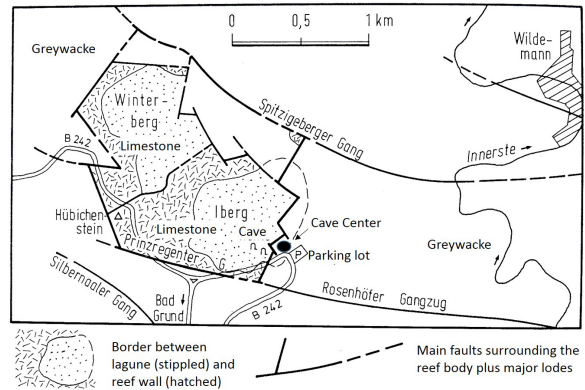 0 0,5 1 km
Greywacke
Wilde-
mann
Winter-
berg
Limestone
Spitzigeberger Gang
B 242
Innerste
Iberg
Hübichen-
stein
Limestone
Cave
Cave Center
Prinzregenter G.
P
Parking lot
Greywacke
Silbernaaler Gang
Bad
Grund
B 242
Rosenhöfer Gangzug
Border between
lagune (stippled) and
reef wall (hatched)
Main faults surrounding the
reef body plus major lodes